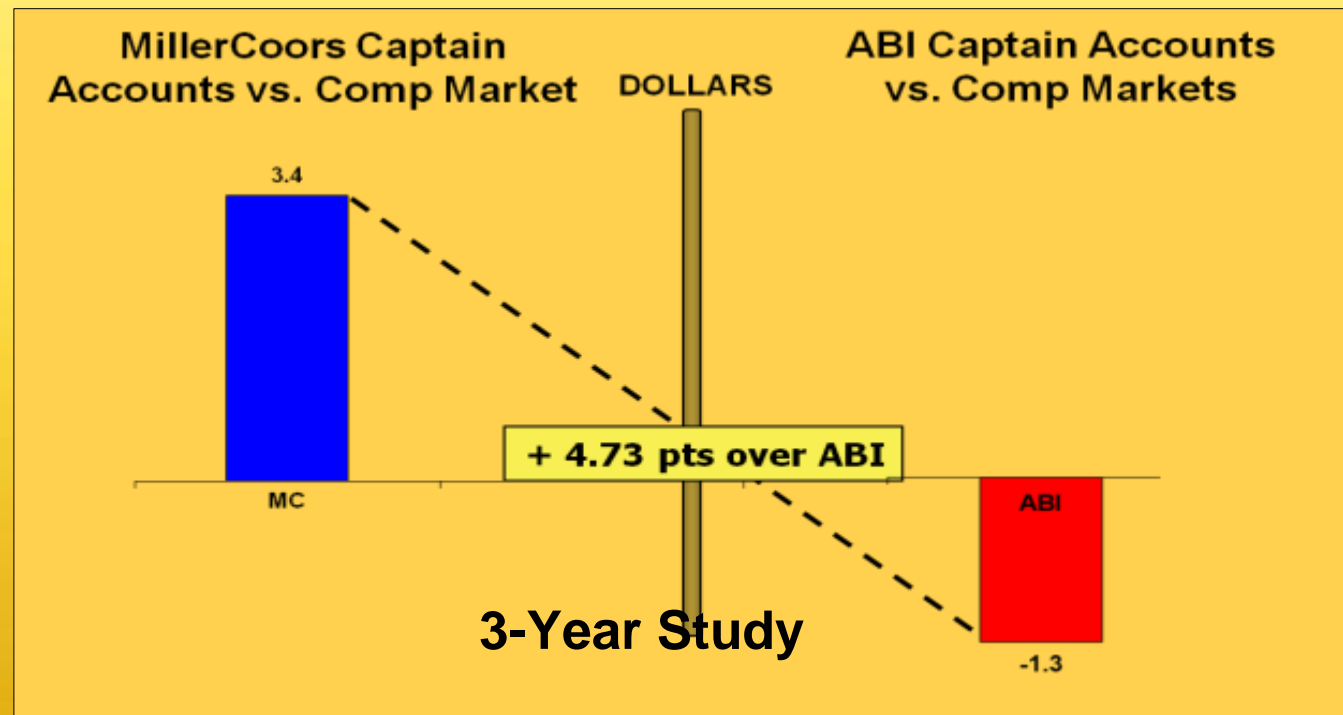 MillerCoors Captain
Accounts vs. Comp Market
DOLLARS
ABI Captain Accounts
vs. Comp Markets
3.4
+ 4.73 pts over ABI
MC
ABI
3-Year Study
-1.3